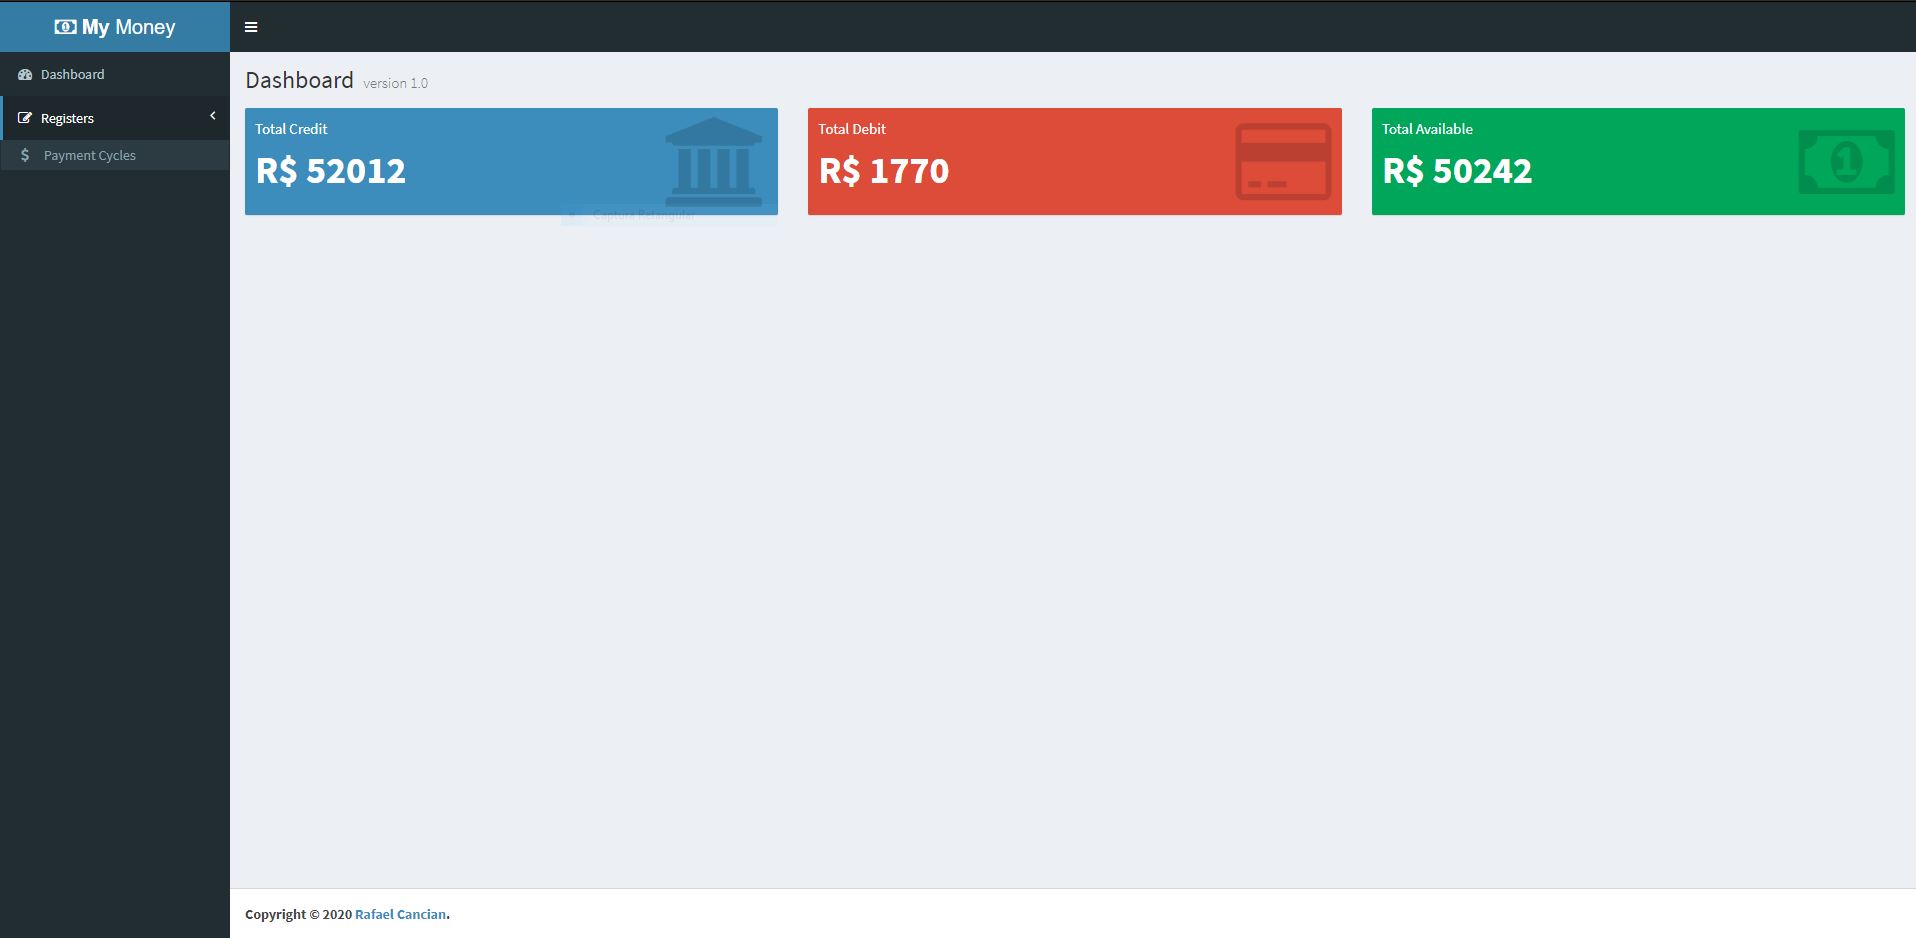 My Money
Dashboard
Registers
$ Payment Cycles
Dashboard version 1.0
Total Credit
R$ 52012
Total Debit
R$ 1770
Total Available
R$ 50242
Captura Retangular
Copyright © 2020 Rafael Cancian.